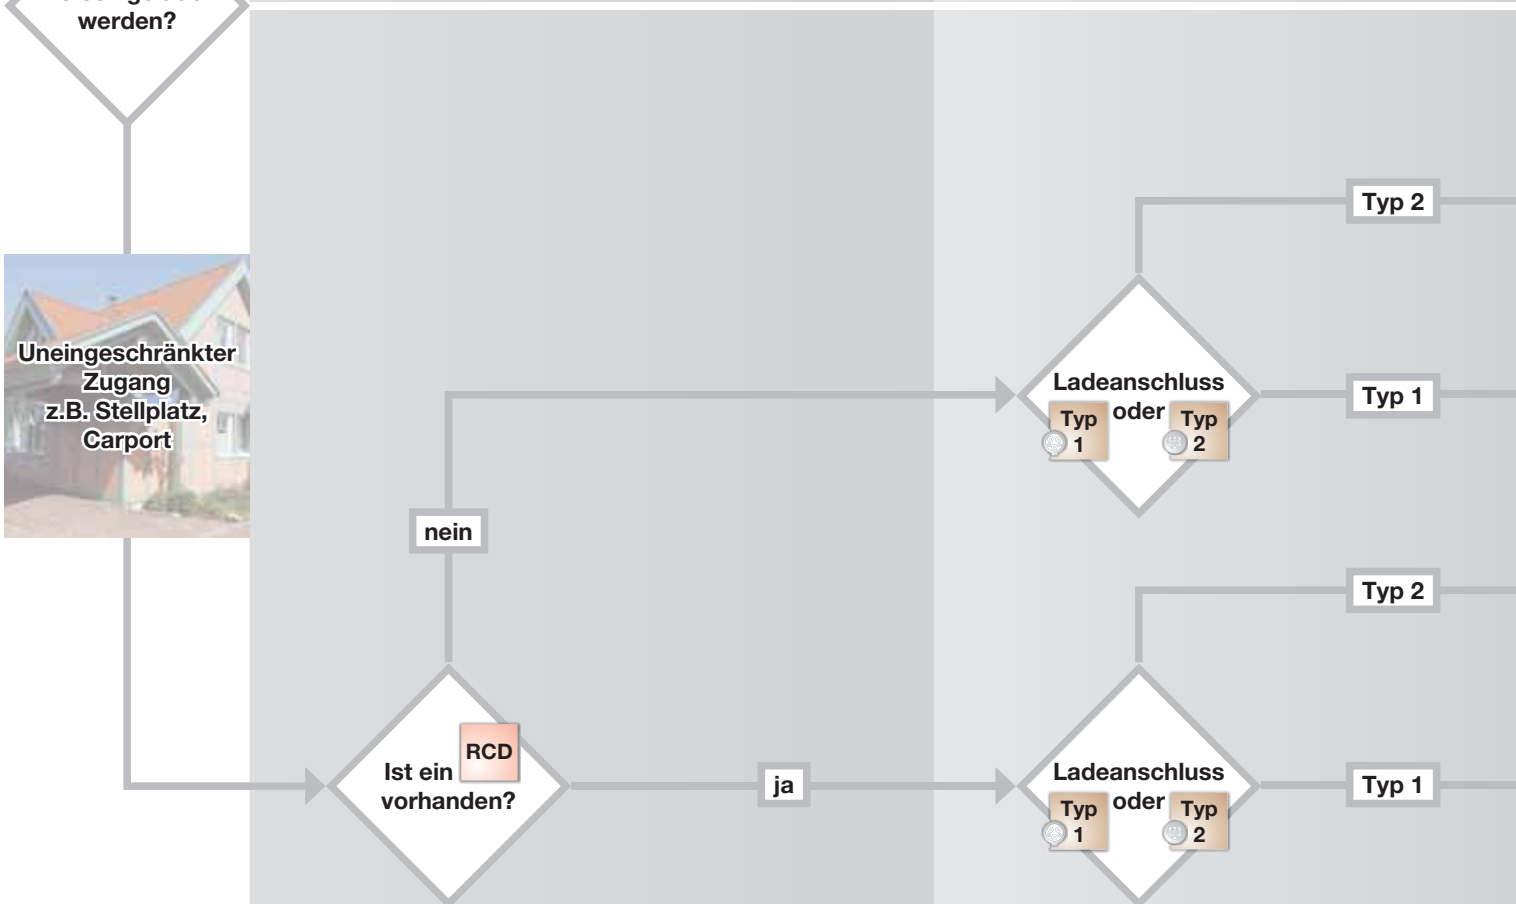 werden?
Typ 2
Uneingeschränkter
Zugang
z.B. Stellplatz,
Carport
Ladeanschluss
oder
Typ
1
Typ
2
Typ 1
nein
Typ 2
RCD
Ist ein
vorhanden?
ja
Ladeanschluss
oder
Typ
1
Typ
2
Typ 1